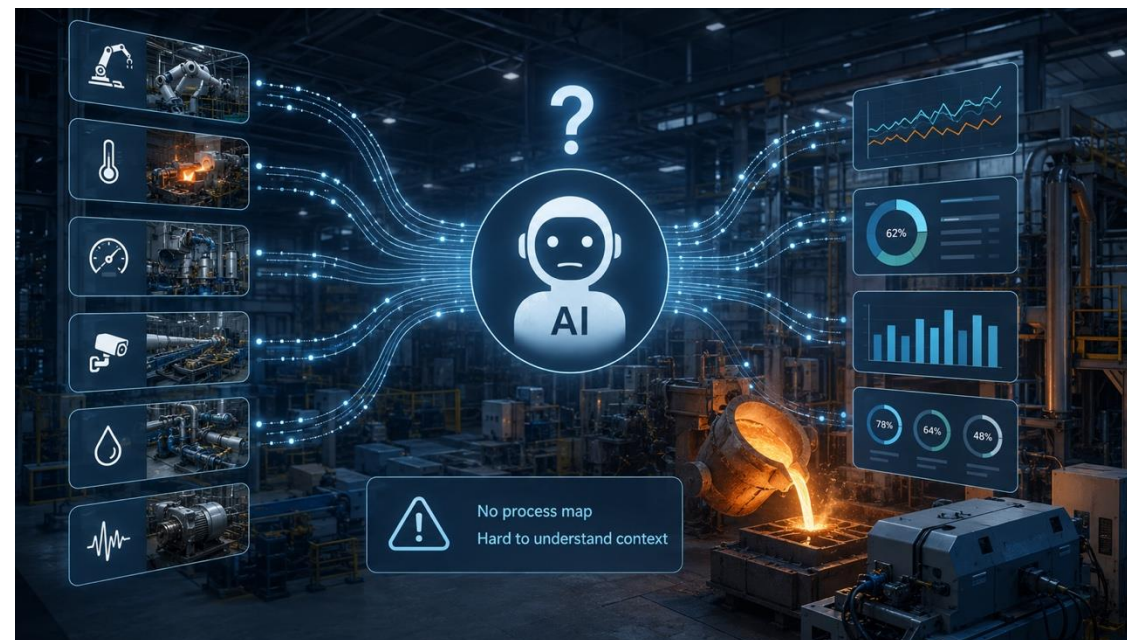 ?
AI
62%
78%
64%
48%
No process map
Hard to understand context